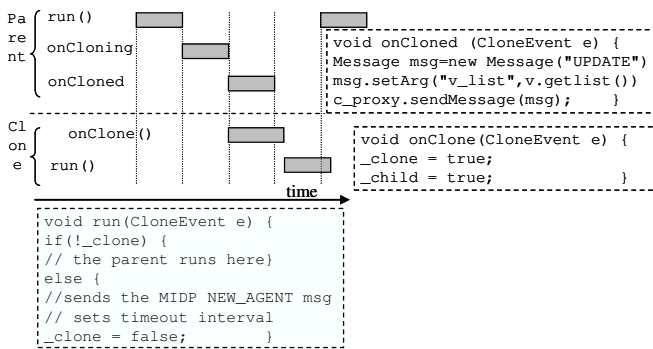 Pa
re
nt
run()
onCloning
onCloned
void onCloned (CloneEvent e) {
Message msg=new Message("UPDATE")
msg.setArg("v_list",v.getlist())
c_proxy.sendMessage(msg); }
Cl
on
e
onClone()
run()
void onClone(CloneEvent e) {
_clone = true;
_child = true; }
time
void run(CloneEvent e) {
if(!_clone) {
// the parent runs here}
else {
//sends the MIDP NEW_AGENT msg
// sets timeout interval
_clone = false; }